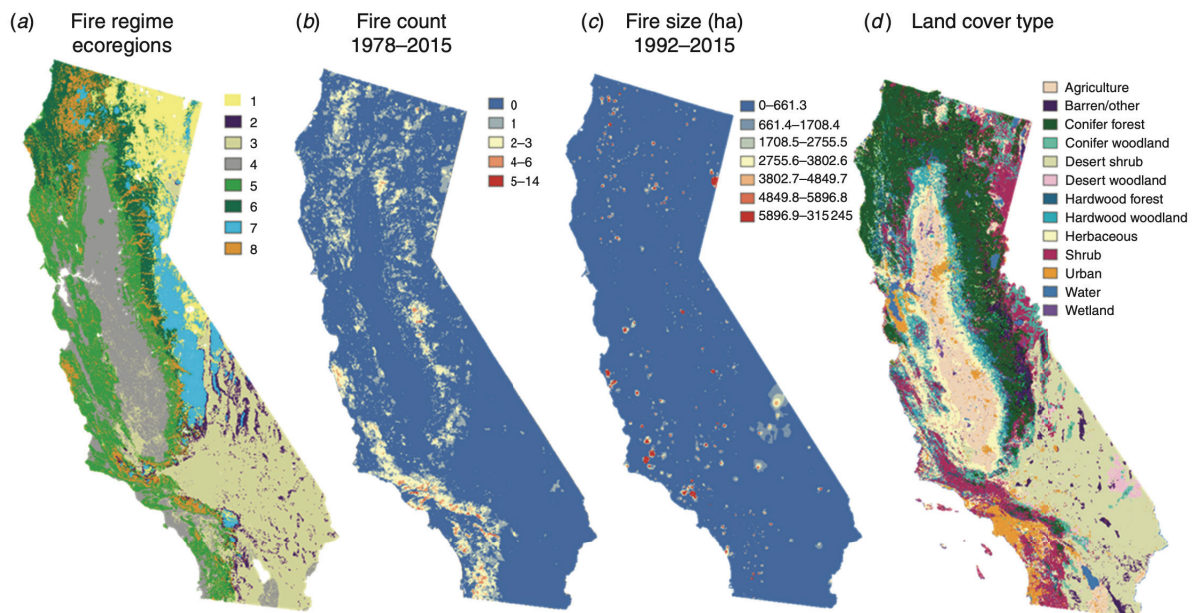 (a) Fire regime
ecoregions
1
2
3
4
5
6
7
8
(b) Fire count
1978–2015
0
1
2–3
4–6
5–14
(c) Fire size (ha)
1992–2015
0–661.3
661.4–1708.4
1708.5–2755.5
2755.6–3802.6
3802.7–4849.7
4849.8–5896.8
5896.9–315 245
(d) Land cover type
Agriculture
Barren/other
Conifer forest
Conifer woodland
Desert shrub
Desert woodland
Hardwood forest
Hardwood woodland
Herbaceous
Shrub
Urban
Water
Wetland